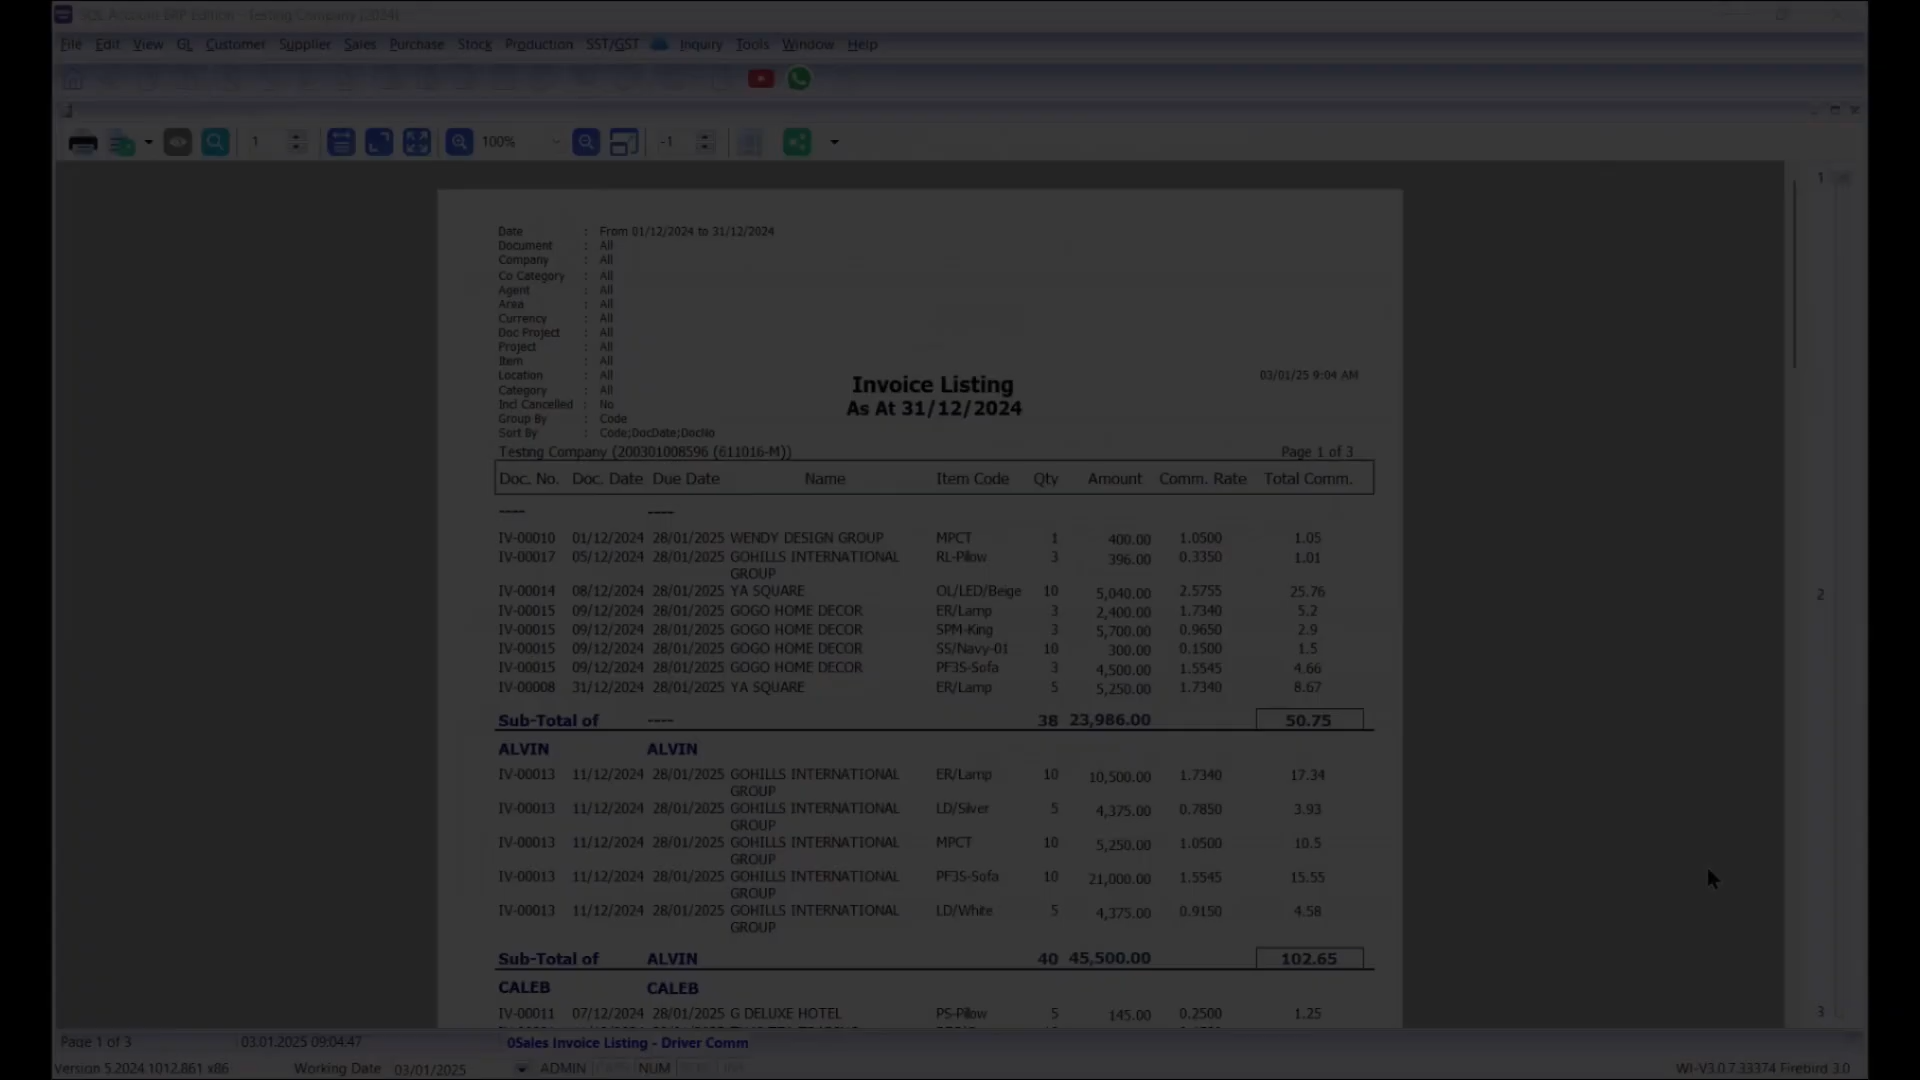 SQL Account ERP Edition - Testing Company [2024]
File Edit View GL Customer Supplier Sales Purchase Stock Production SST/GST Inquiry Tools Window Help
1 100% -1
1
Date : From 01/12/2024 to 31/12/2024
Document : All
Company : All
Co Category : All
Agent : All
Area : All
Currency : All
Doc Project : All
Project : All
Item : All
Location : All
Category : All
Incl Cancelled : No
Group By : Code
Sort By : Code;DocDate;DocNo
Invoice Listing
As At 31/12/2024
03/01/25 9:04 AM
Testing Company (200301008596 (611016-M)) Page 1 of 3
Doc. No. Doc. Date Due Date Name Item Code Qty Amount Comm. Rate Total Comm.
---- ----
IV-00010 01/12/2024 28/01/2025 WENDY DESIGN GROUP MPCT 1 400.00 1.0500 1.05
IV-00017 05/12/2024 28/01/2025 GOHILLS INTERNATIONAL RL-Pillow 3 396.00 0.3350 1.01
GROUP
IV-00014 08/12/2024 28/01/2025 YA SQUARE OL/LED/Beige 10 5,040.00 2.5755 25.76
2
IV-00015 09/12/2024 28/01/2025 GOGO HOME DECOR ER/Lamp 3 2,400.00 1.7340 5.2
IV-00015 09/12/2024 28/01/2025 GOGO HOME DECOR SPM-King 3 5,700.00 0.9650 2.9
IV-00015 09/12/2024 28/01/2025 GOGO HOME DECOR SS/Navy-01 10 300.00 0.1500 1.5
IV-00015 09/12/2024 28/01/2025 GOGO HOME DECOR PF3S-Sofa 3 4,500.00 1.5545 4.66
IV-00008 31/12/2024 28/01/2025 YA SQUARE ER/Lamp 5 5,250.00 1.7340 8.67
Sub-Total of ---- 38 23,986.00 50.75
ALVIN ALVIN
IV-00013 11/12/2024 28/01/2025 GOHILLS INTERNATIONAL ER/Lamp 10 10,500.00 1.7340 17.34
GROUP
IV-00013 11/12/2024 28/01/2025 GOHILLS INTERNATIONAL LD/Silver 5 4,375.00 0.7850 3.93
GROUP
IV-00013 11/12/2024 28/01/2025 GOHILLS INTERNATIONAL MPCT 10 5,250.00 1.0500 10.5
GROUP
IV-00013 11/12/2024 28/01/2025 GOHILLS INTERNATIONAL PF3S-Sofa 10 21,000.00 1.5545 15.55
GROUP
IV-00013 11/12/2024 28/01/2025 GOHILLS INTERNATIONAL LD/White 5 4,375.00 0.9150 4.58
GROUP
Sub-Total of ALVIN 40 45,500.00 102.65
CALEB CALEB
IV-00011 07/12/2024 28/01/2025 G DELUXE HOTEL PS-Pillow 5 145.00 0.2500 1.25
3
Page 1 of 3 03.01.2025 09:04:47 0Sales Invoice Listing - Driver Comm
Version 5.2024.1012.861 x86 Working Date 03/01/2025 ADMIN NUM WI-V3.0.7.33374 Firebird 3.0